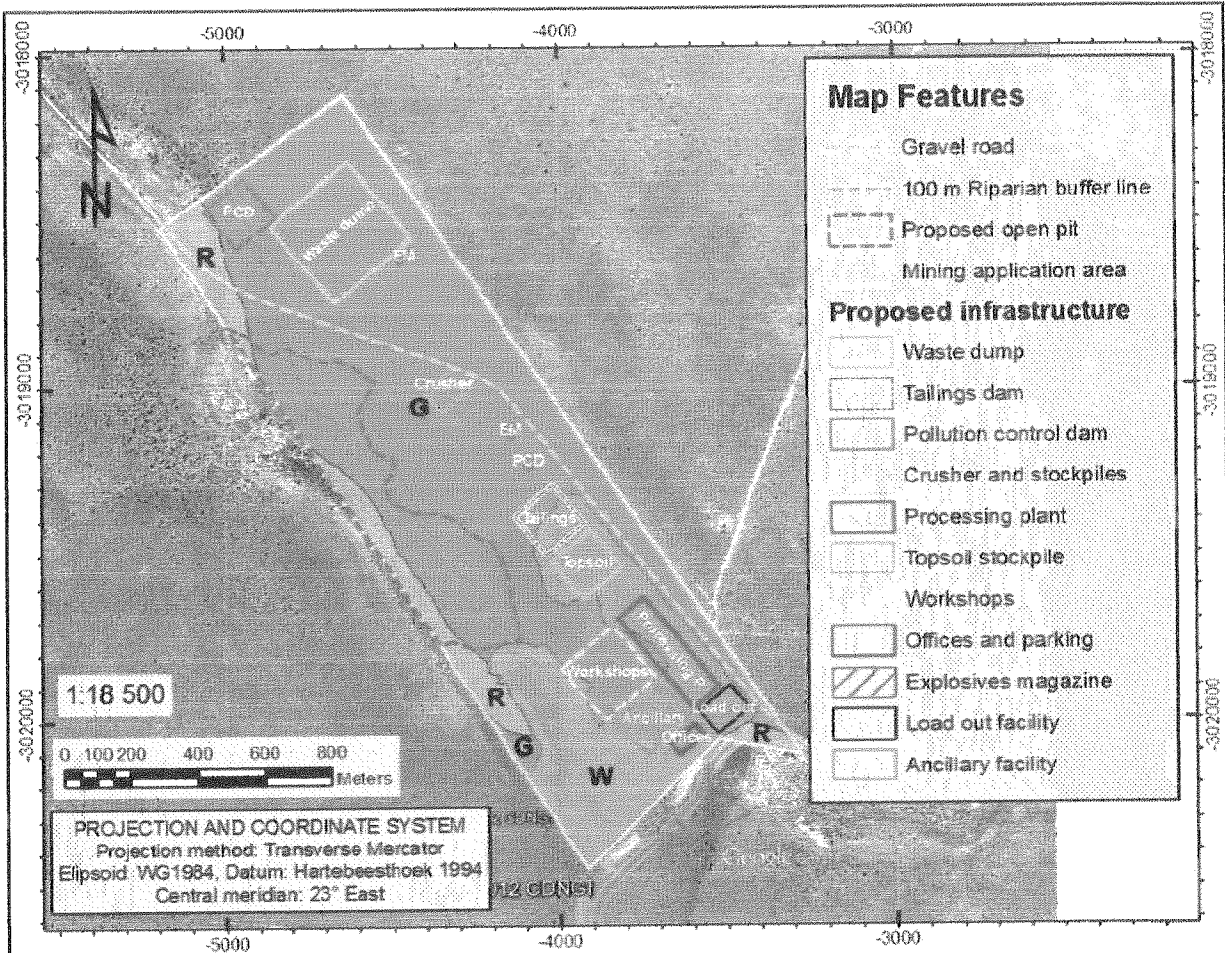 -5000 -4000 -3000
-3018000 -3018000
N
Map Features
Gravel road
100 m Riparian buffer line
Proposed open pit
Mining application area
Proposed infrastructure
Waste dump
Tailings dam
Pollution control dam
Crusher and stockpiles
Processing plant
Topsoil stockpile
Workshops
Offices and parking
Explosives magazine
Load out facility
Ancillary facility
PCD
Waste dump
R
-3019000 -3019000
Crusher
G
PCD
Tailings
Topsoil
Workshops
Load out
Ancillary
Offices
R
R
G
W
-3020000 -3020000
1:18 500
0 100 200 400 600 800
Meters
PROJECTION AND COORDINATE SYSTEM
Projection method: Transverse Mercator
Elipsoid: WG1984, Datum: Hartebeesthoek 1994
Central meridian: 23° East
-5000 -4000 -3000